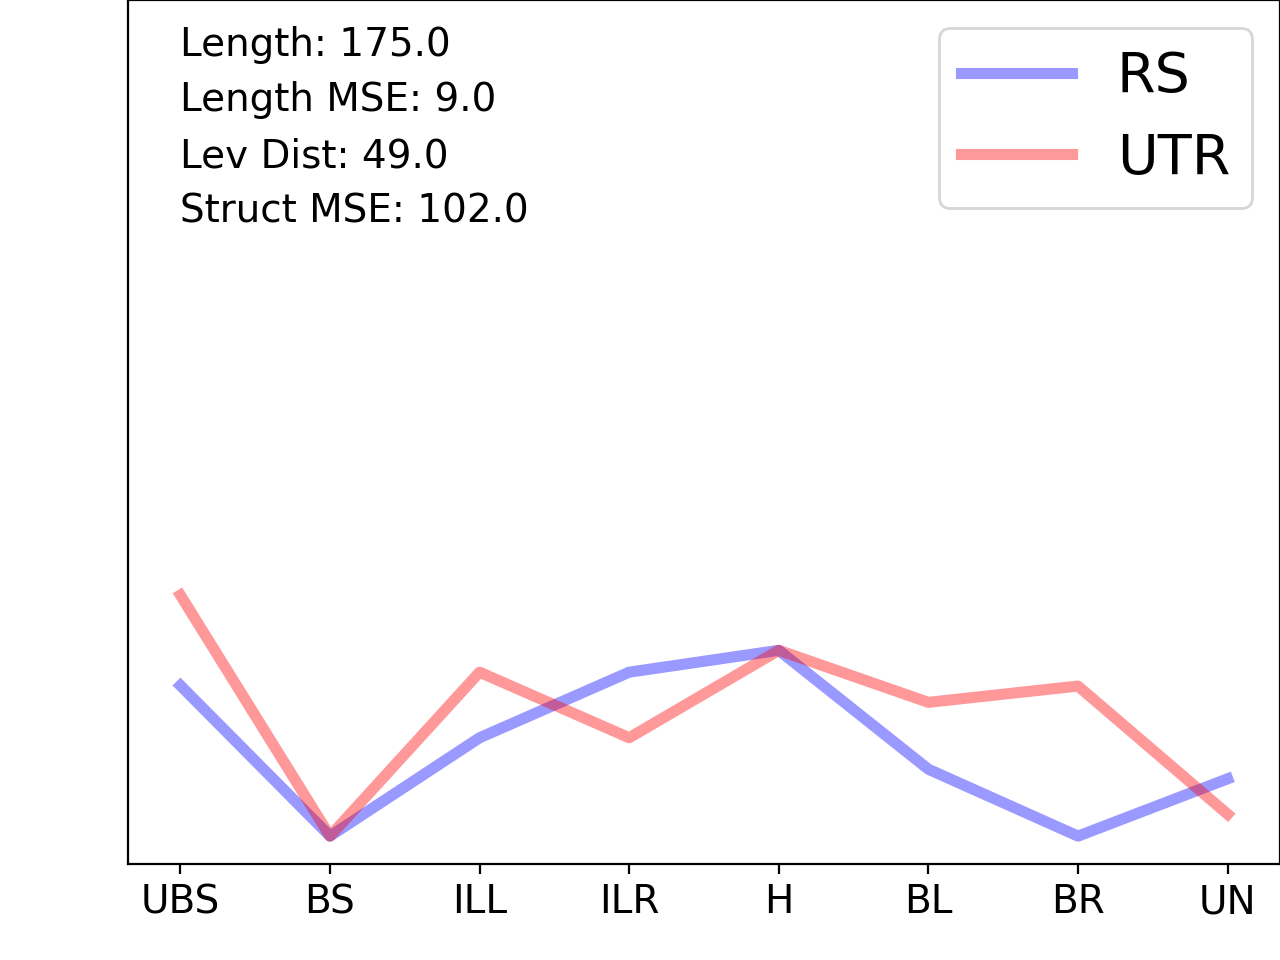 Length: 175.0
Length MSE: 9.0
Lev Dist: 49.0
Struct MSE: 102.0
RS
UTR
UBS BS ILL ILR H BL BR UN